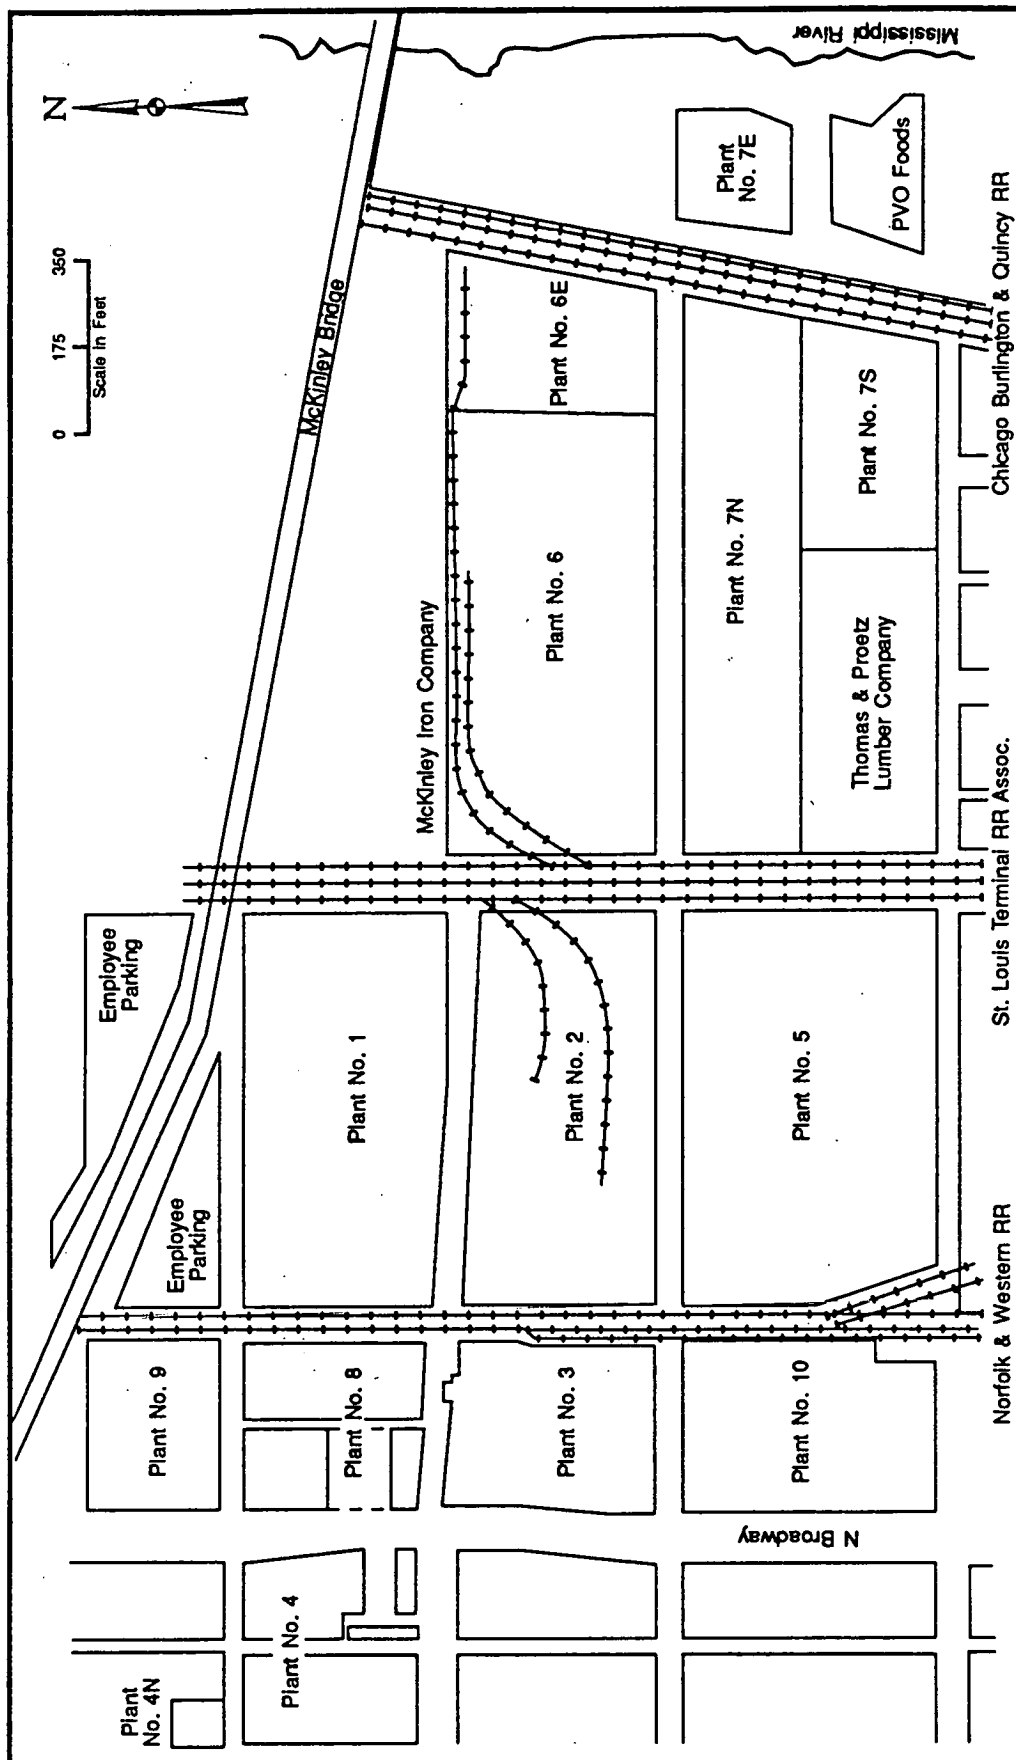 N
0 175 350
Scale in Feet
Mississippi River
McKinley Bridge
Employee
Parking
Employee
Parking
Plant
No. 4N
Plant No. 4
Plant No. 9
Plant No. 8
Plant No. 1
McKinley Iron Company
Plant No. 3
Plant No. 2
Plant No. 6
Plant No. 6E
N Broadway
Plant No. 10
Plant No. 5
Plant No. 7N
Thomas & Proetz
Lumber Company
Plant No. 7S
Plant
No. 7E
PVO Foods
Norfolk & Western RR
St. Louis Terminal RR Assoc.
Chicago Burlington & Quincy RR